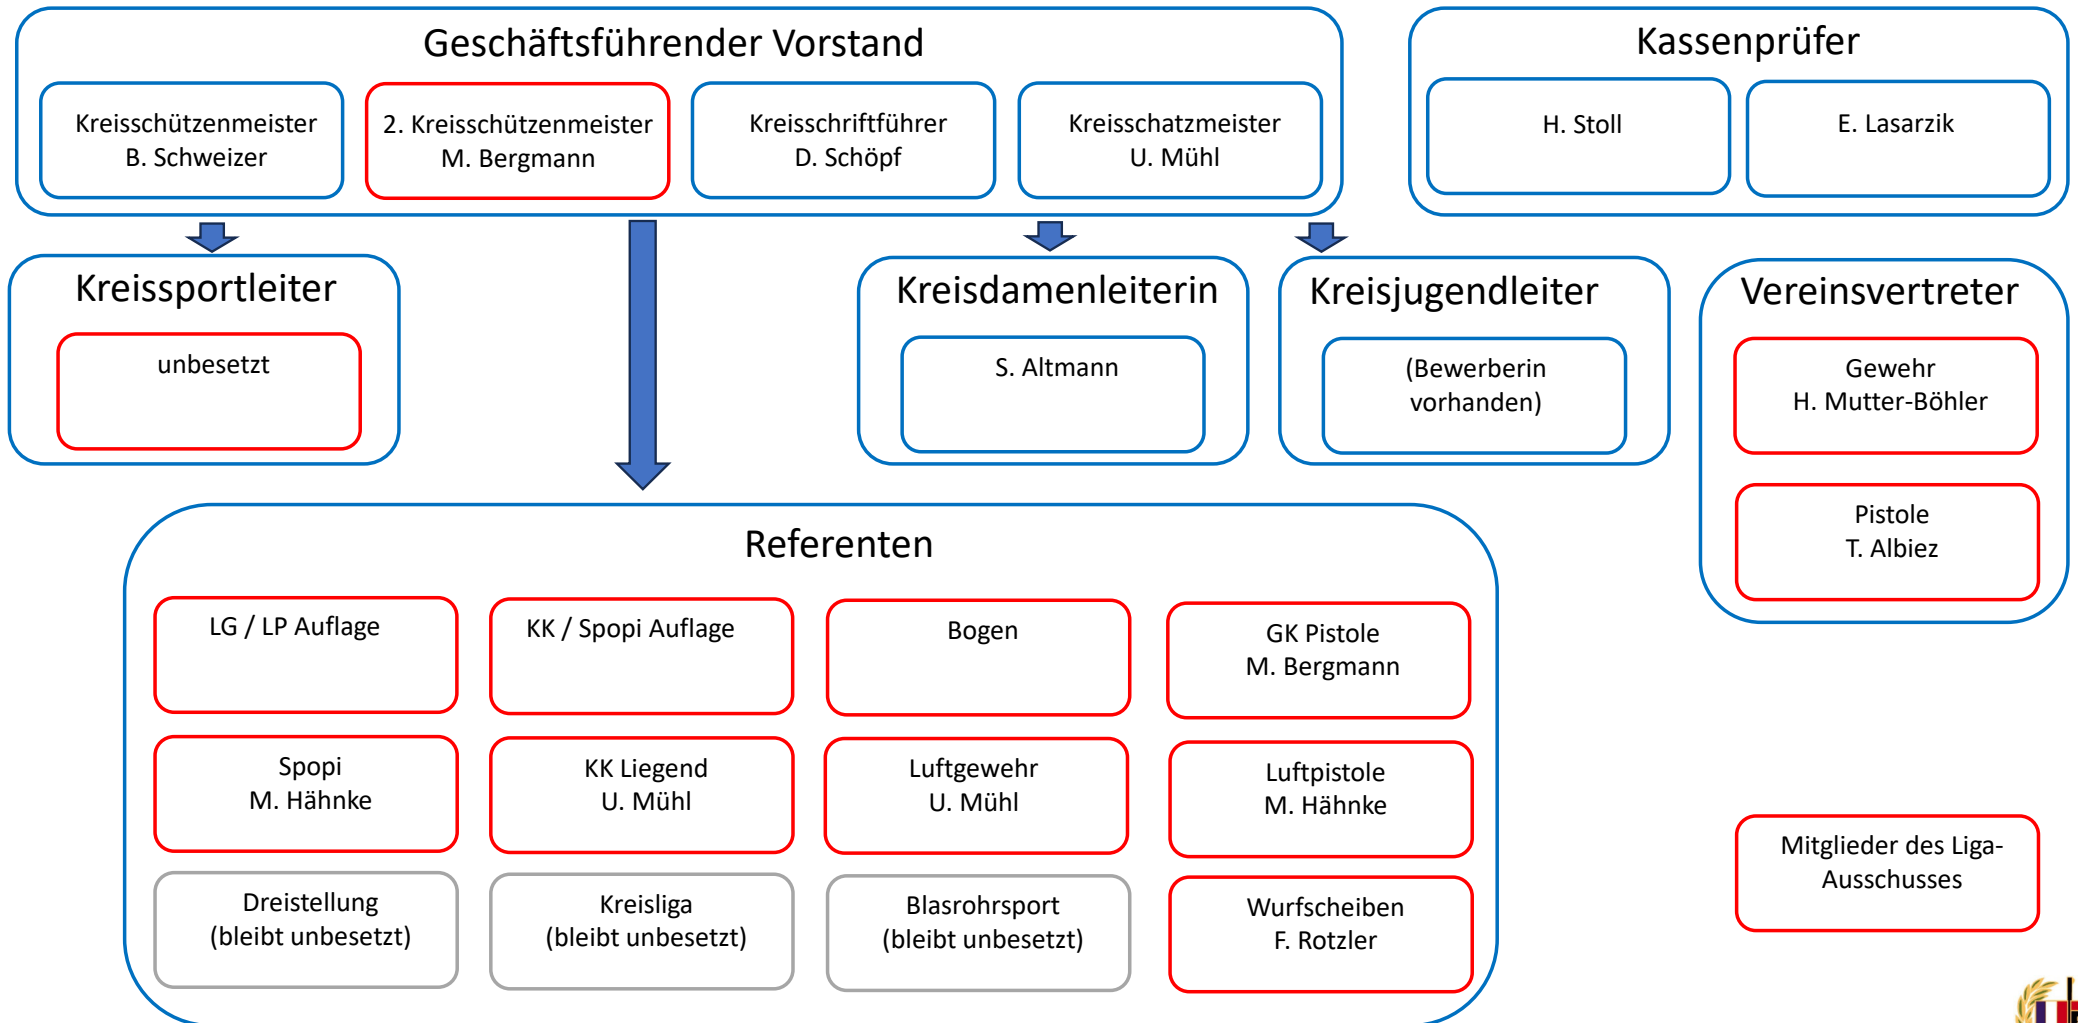 Geschäftsführender Vorstand
Kreisschützenmeister
B. Schweizer
2. Kreisschützenmeister
M. Bergmann
Kreisschriftführer
D. Schöpf
Kreisschatzmeister
U. Mühl
Kassenprüfer
H. Stoll
E. Lasarzik
Kreissportleiter
unbesetzt
Kreisdamenleiterin
S. Altmann
Kreisjugendleiter
(Bewerberin
vorhanden)
Vereinsvertreter
Gewehr
H. Mutter-Böhler
Pistole
T. Albiez
Referenten
LG / LP Auflage
KK / Spopi Auflage
Bogen
GK Pistole
M. Bergmann
Spopi
M. Hähnke
KK Liegend
U. Mühl
Luftgewehr
U. Mühl
Luftpistole
M. Hähnke
Dreistellung
(bleibt unbesetzt)
Kreisliga
(bleibt unbesetzt)
Blasrohrsport
(bleibt unbesetzt)
Wurfscheiben
F. Rotzler
Mitglieder des Liga-
Ausschusses